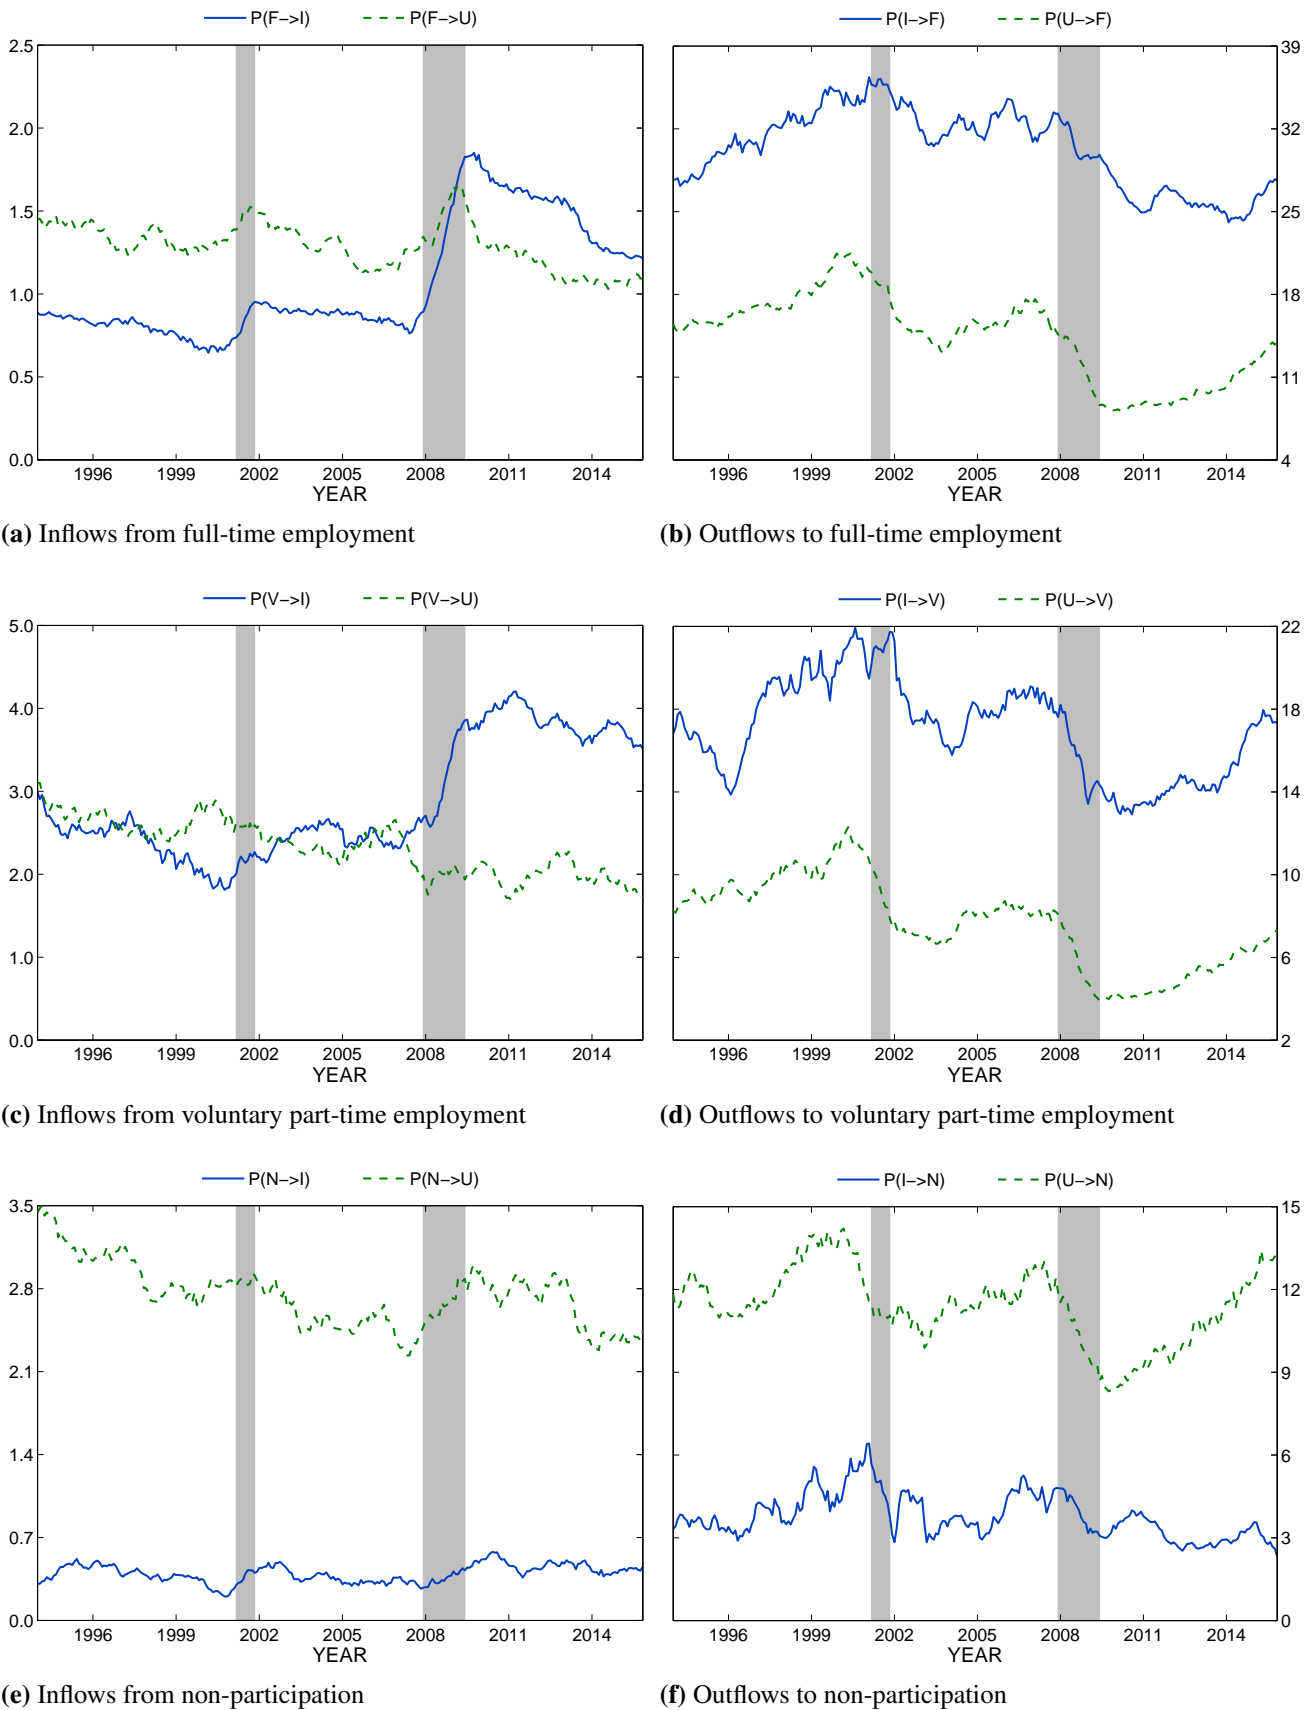 P(F−>I) P(F−>U)
2.5
2.0
1.5
1.0
0.5
0.0
1996 1999 2002 2005 2008 2011 2014
YEAR
(a) Inflows from full-time employment
P(I−>F) P(U−>F)
39
32
25
18
11
4
1996 1999 2002 2005 2008 2011 2014
YEAR
(b) Outflows to full-time employment
P(V−>I) P(V−>U)
5.0
4.0
3.0
2.0
1.0
0.0
1996 1999 2002 2005 2008 2011 2014
YEAR
(c) Inflows from voluntary part-time employment
P(I−>V) P(U−>V)
22
18
14
10
6
2
1996 1999 2002 2005 2008 2011 2014
YEAR
(d) Outflows to voluntary part-time employment
P(N−>I) P(N−>U)
3.5
2.8
2.1
1.4
0.7
0.0
1996 1999 2002 2005 2008 2011 2014
YEAR
(e) Inflows from non-participation
P(I−>N) P(U−>N)
15
12
9
6
3
0
1996 1999 2002 2005 2008 2011 2014
YEAR
(f) Outflows to non-participation